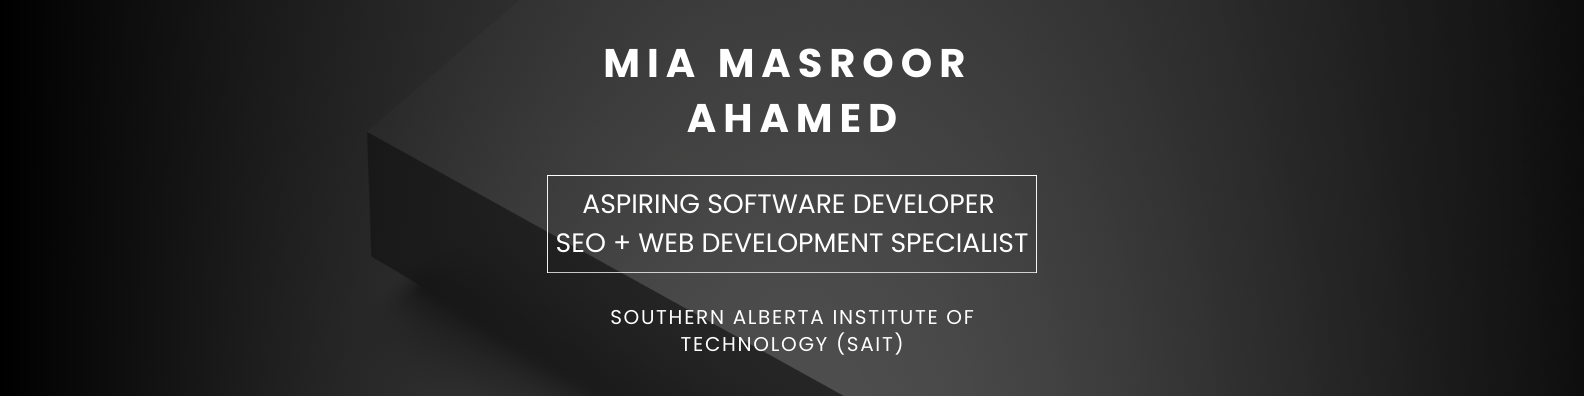 MIA MASROOR
AHAMED
ASPIRING SOFTWARE DEVELOPER
SEO + WEB DEVELOPMENT SPECIALIST
SOUTHERN ALBERTA INSTITUTE OF
TECHNOLOGY (SAIT)